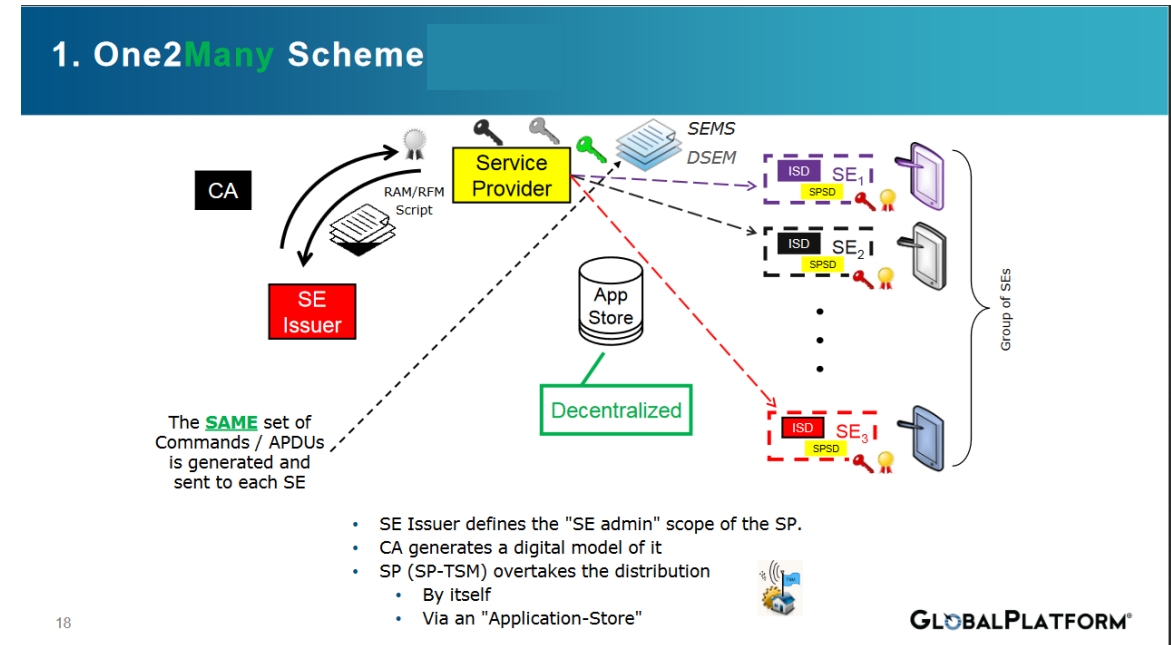 1. One2Many Scheme
CA
RAM/RFM
Script
SE
Issuer
Service
Provider
SEMS
DSEM
App
Store
Decentralized
ISD SE1
SPSD
ISD SE2
SPSD
ISD SE3
SPSD
Group of SEs
The SAME set of
Commands / APDUs
is generated and
sent to each SE
• SE Issuer defines the "SE admin" scope of the SP.
• CA generates a digital model of it
• SP (SP-TSM) overtakes the distribution
• By itself
• Via an "Application-Store"
18
GLOBALPLATFORM®